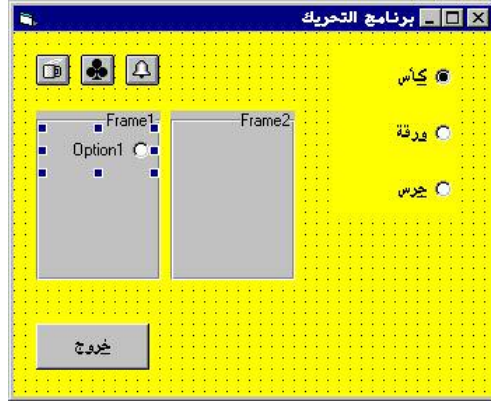 برنامج التحريك
كأس
ورقة
جرس
Frame1
Frame2
Option1
خروج